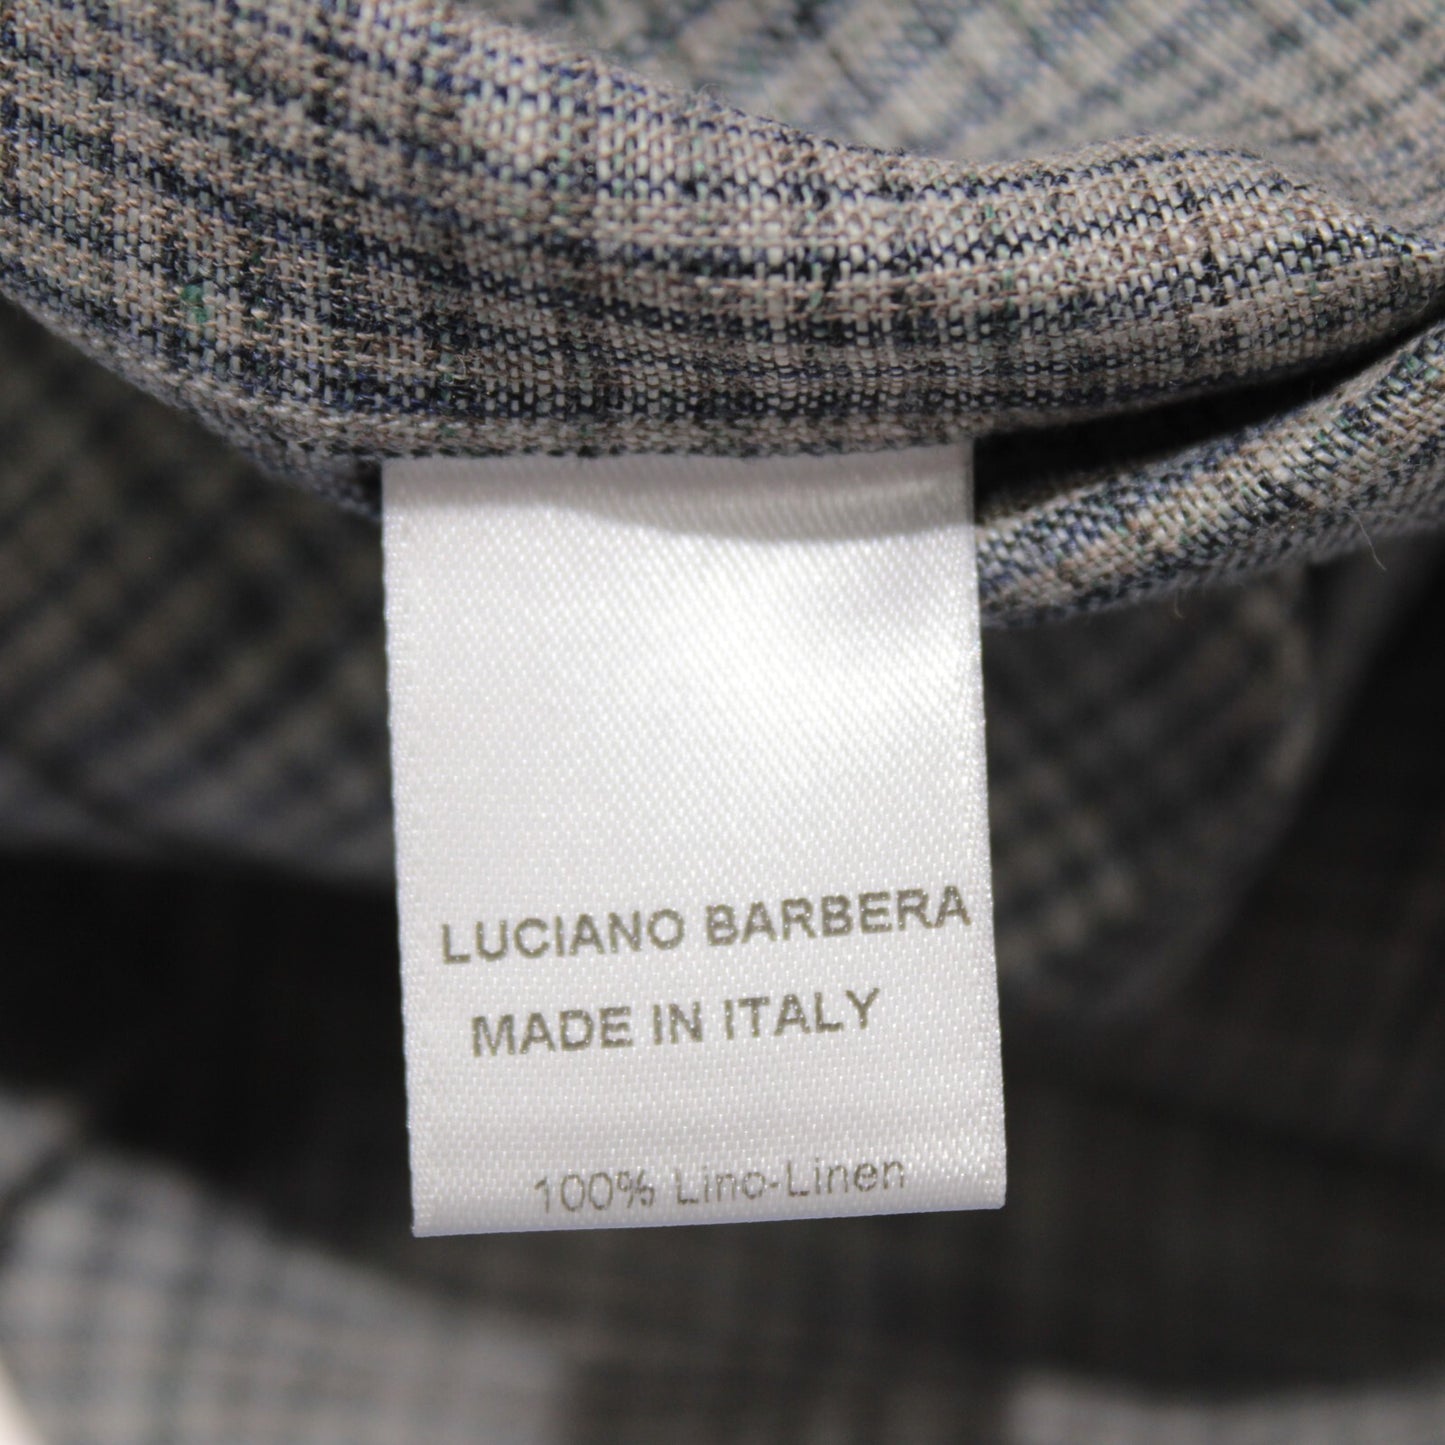 LUCIANO BARBERA
MADE IN ITALY
100% Lino-Linen